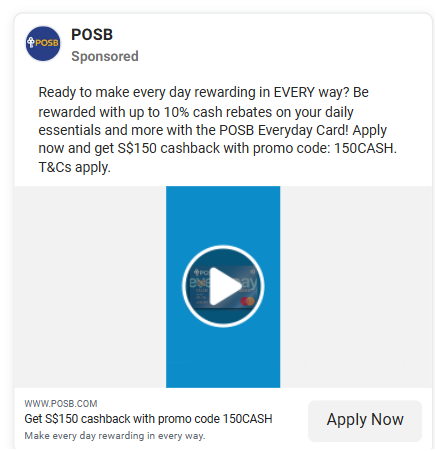 POSB
POSB
Sponsored
Ready to make every day rewarding in EVERY way? Be
rewarded with up to 10% cash rebates on your daily
essentials and more with the POSB Everyday Card! Apply
now and get S$150 cashback with promo code: 150CASH.
T&Cs apply.
POSB
WWW.POSB.COM
Get S$150 cashback with promo code 150CASH
Make every day rewarding in every way.
Apply Now